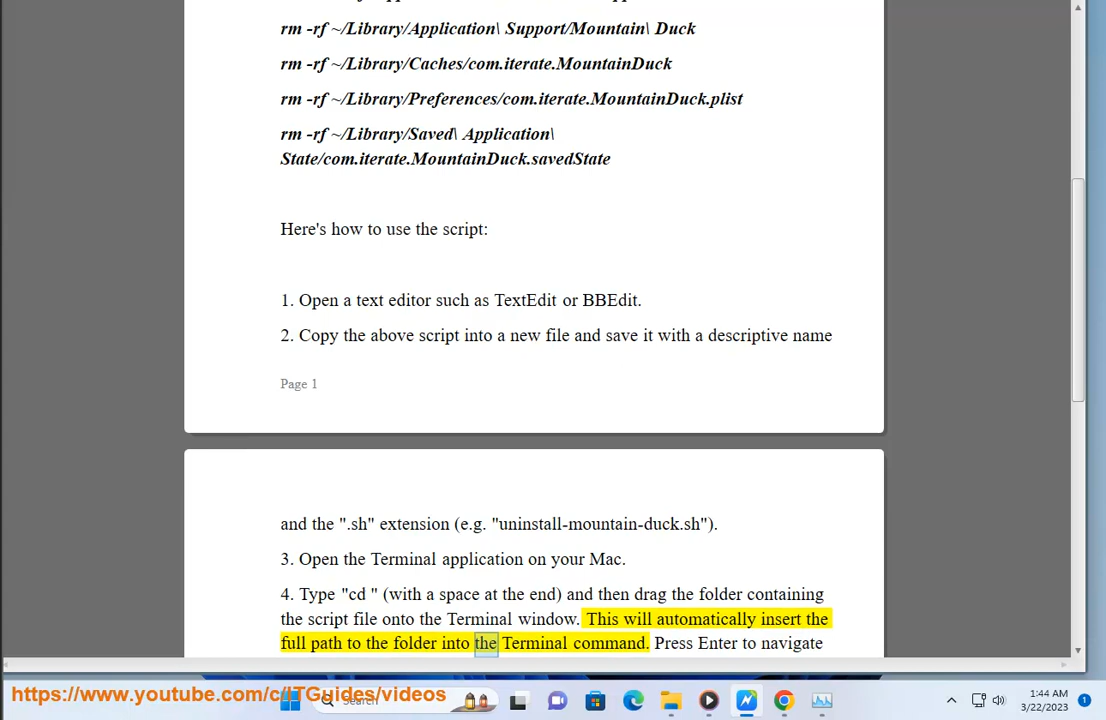 rm -rf ~/Library/Application\ Support/Mountain\ Duck
rm -rf ~/Library/Caches/com.iterate.MountainDuck
rm -rf ~/Library/Preferences/com.iterate.MountainDuck.plist
rm -rf ~/Library/Saved\ Application\
State/com.iterate.MountainDuck.savedState
Here's how to use the script:
1. Open a text editor such as TextEdit or BBEdit.
2. Copy the above script into a new file and save it with a descriptive name
Page 1
and the ".sh" extension (e.g. "uninstall-mountain-duck.sh").
3. Open the Terminal application on your Mac.
4. Type "cd " (with a space at the end) and then drag the folder containing
the script file onto the Terminal window. This will automatically insert the
full path to the folder into the Terminal command. Press Enter to navigate
https://www.youtube.com/c/ITGuides/videos
Search
1:44 AM
3/22/2023
1